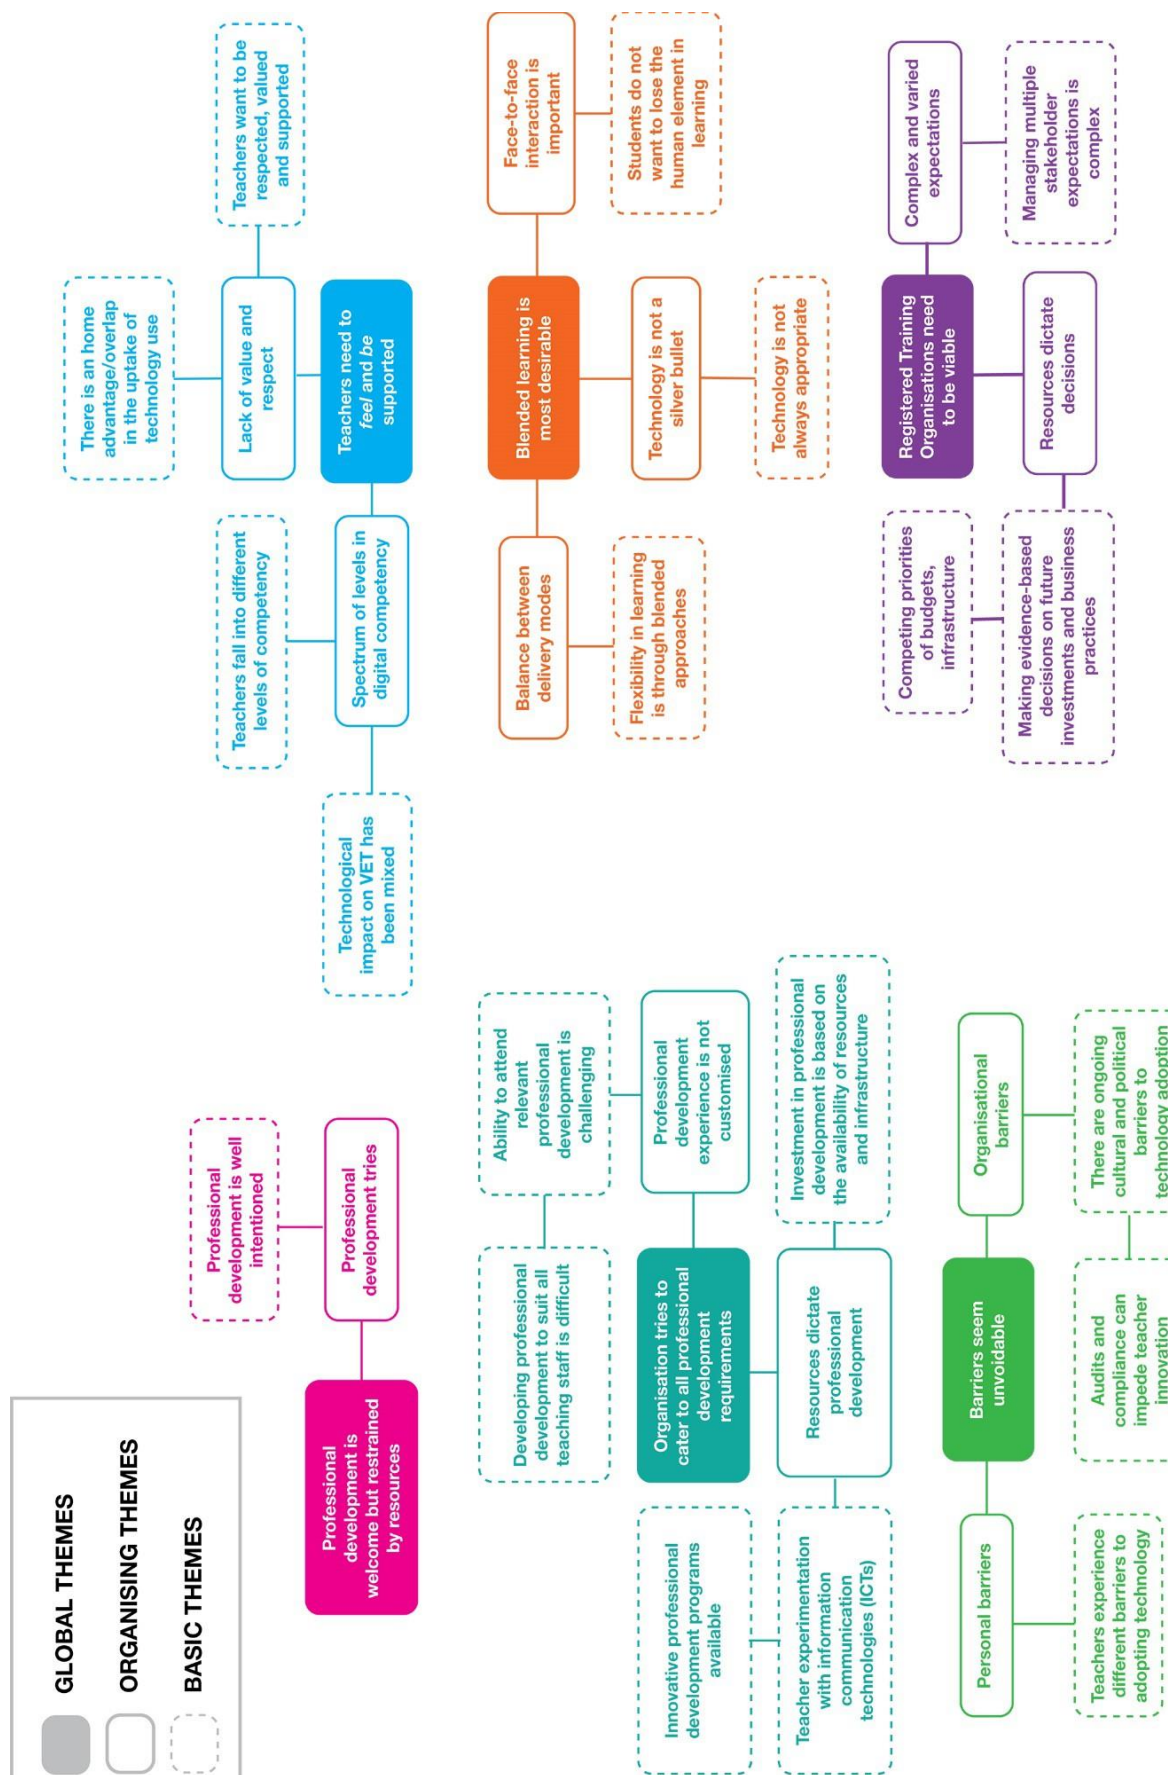 GLOBAL THEMES
ORGANISING THEMES
BASIC THEMES
Professional
development is
welcome but restrained
by resources
Professional
development is well
intentioned
Professional
development tries
Technological
impact on VET has
been mixed
Teachers fall into different
levels of competency
Spectrum of levels in
digital competency
There is an home
advantage/overlap
in the uptake of
technology use
Lack of value and
respect
Teachers need to
feel and be
supported
Teachers want to be
respected, valued
and supported
Innovative professional
development programs
available
Teacher experimentation
with information
communication
technologies (ICTs)
Developing professional
development to suit all
teaching staff is difficult
Organisation tries to
cater to all professional
development
requirements
Resources dictate
professional
development
Ability to attend
relevant
professional
development is
challenging
Professional
development
experience is not
customised
Investment in professional
development is based on
the availability of resources
and infrastructure
Balance between
delivery modes
Flexibility in learning
is through blended
approaches
Blended learning is
most desirable
Technology is not a
silver bullet
Technology is not
always appropriate
Face-to-face
interaction is
important
Students do not
want to lose the
human element in
learning
Personal barriers
Teachers experience
different barriers to
adopting technology
Barriers seem
unvoidable
Audits and
compliance can
impede teacher
innovation
Organisational
barriers
There are ongoing
cultural and political
barriers to
technology adoption
Competing priorities
of budgets,
infrastructure
Making evidence-based
decisions on future
investments and business
practices
Registered Training
Organisations need
to be viable
Resources dictate
decisions
Complex and varied
expectations
Managing multiple
stakeholder
expectations is
complex